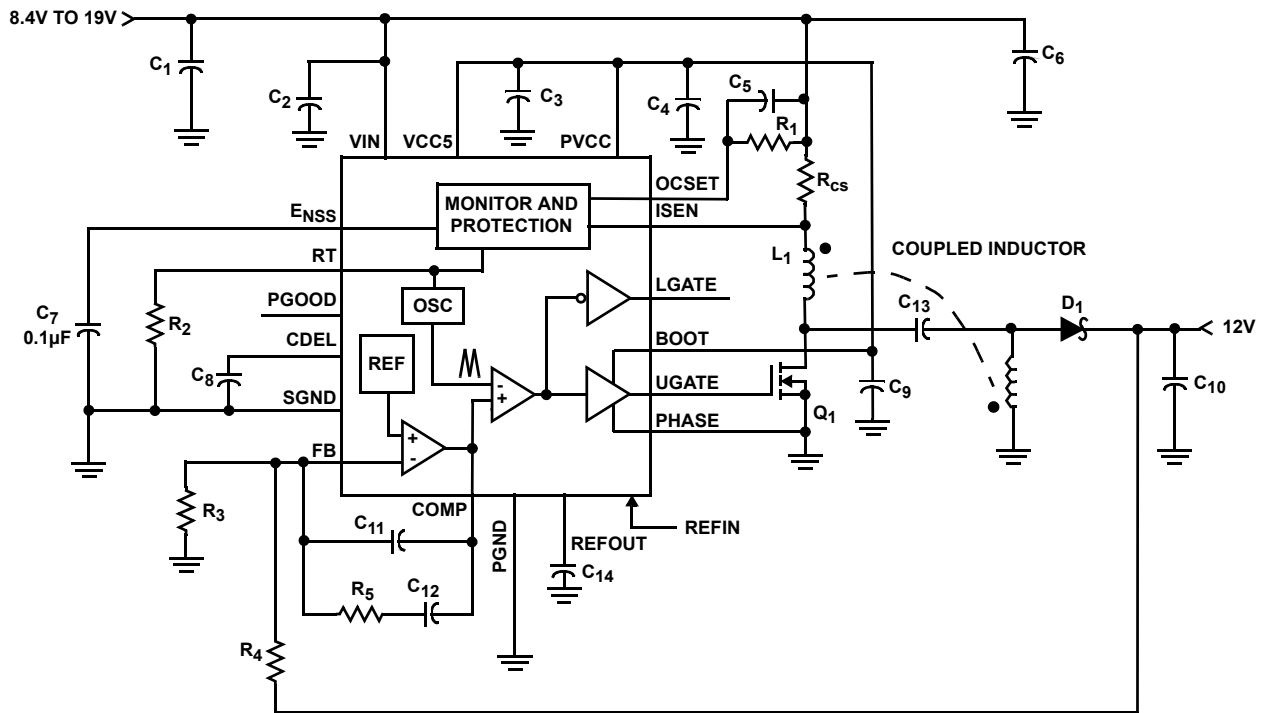 8.4V TO 19V
C1
C2
C3
C4
C5
C6
R1
VIN
VCC5
PVCC
OCSET
RCS
MONITOR AND
PROTECTION
ENSS
ISEN
RT
L1
COUPLED INDUCTOR
PGOOD
OSC
LGATE
C7
0.1µF
R2
C13
D1
12V
CDEL
REF
BOOT
C8
UGATE
C9
C10
SGND
Q1
PHASE
-
+
+
-
FB
R3
COMP
C11
PGND
REFOUT
REFIN
C14
R5
C12
R4